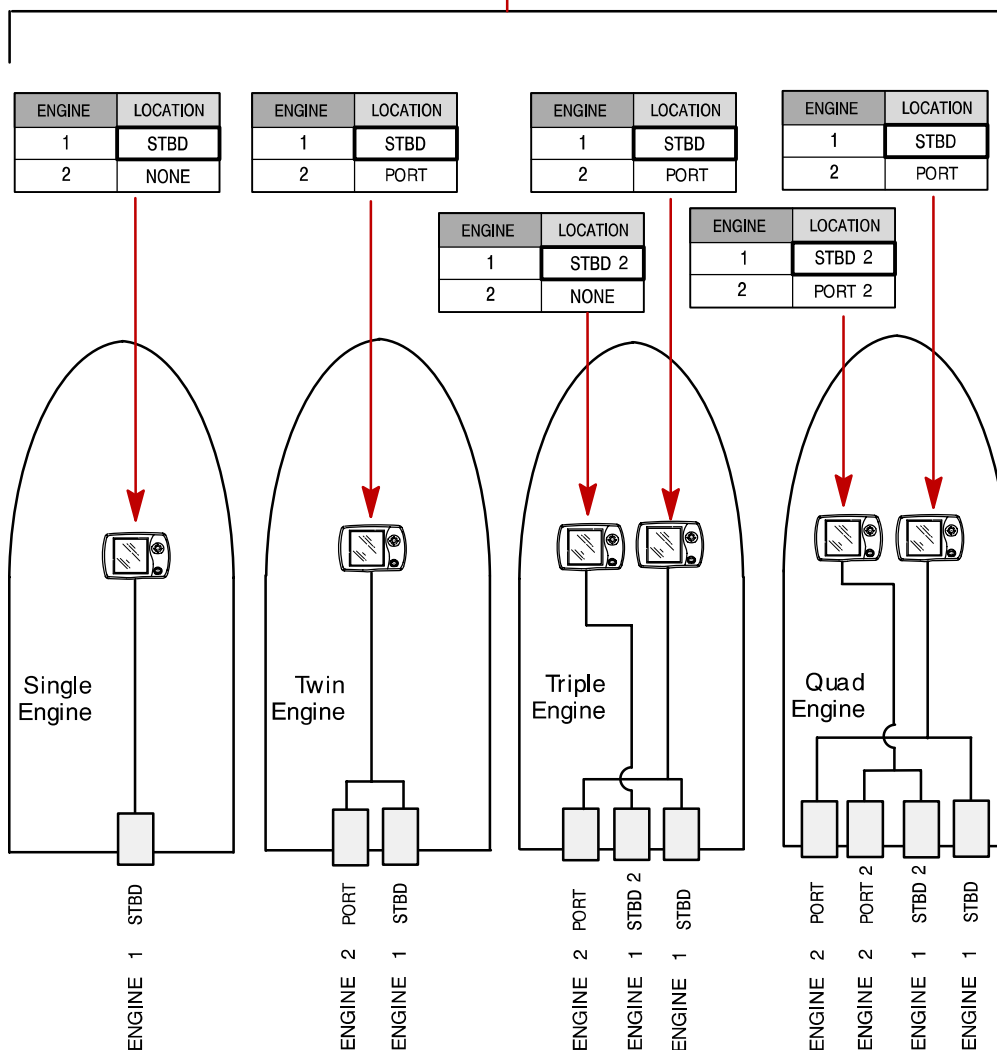 ENGINE LOCATION
1 STBD
2 NONE
ENGINE LOCATION
1 STBD
2 PORT
ENGINE LOCATION
1 STBD
2 PORT
ENGINE LOCATION
1 STBD
2 PORT
ENGINE LOCATION
1 STBD 2
2 NONE
ENGINE LOCATION
1 STBD 2
2 PORT 2
Single
Engine
Twin
Engine
Triple
Engine
Quad
Engine
ENGINE 1 STBD
ENGINE 2 PORT
ENGINE 1 STBD
ENGINE 2 PORT
ENGINE 1 STBD 2
ENGINE 1 STBD
ENGINE 2 PORT
ENGINE 2 PORT 2
ENGINE 1 STBD 2
ENGINE 1 STBD